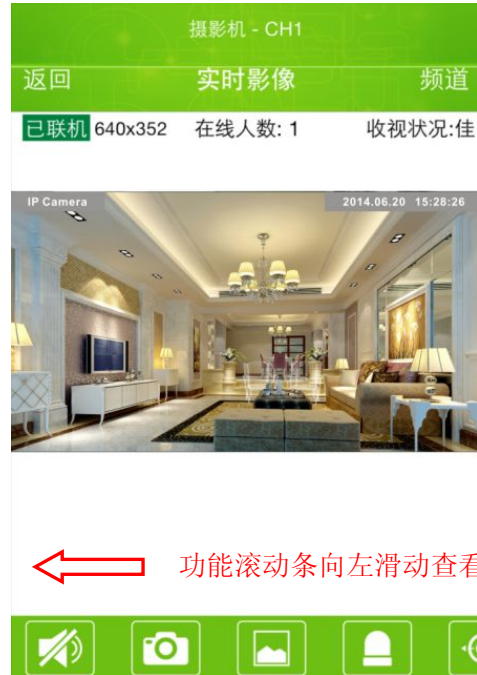 摄影机 - CH1
返回 实时影像 频道
已联机 640x352 在线人数: 1 收视状况:佳
IP Camera 2014.06.20 15:28:26
功能滚动条向左滑动查看